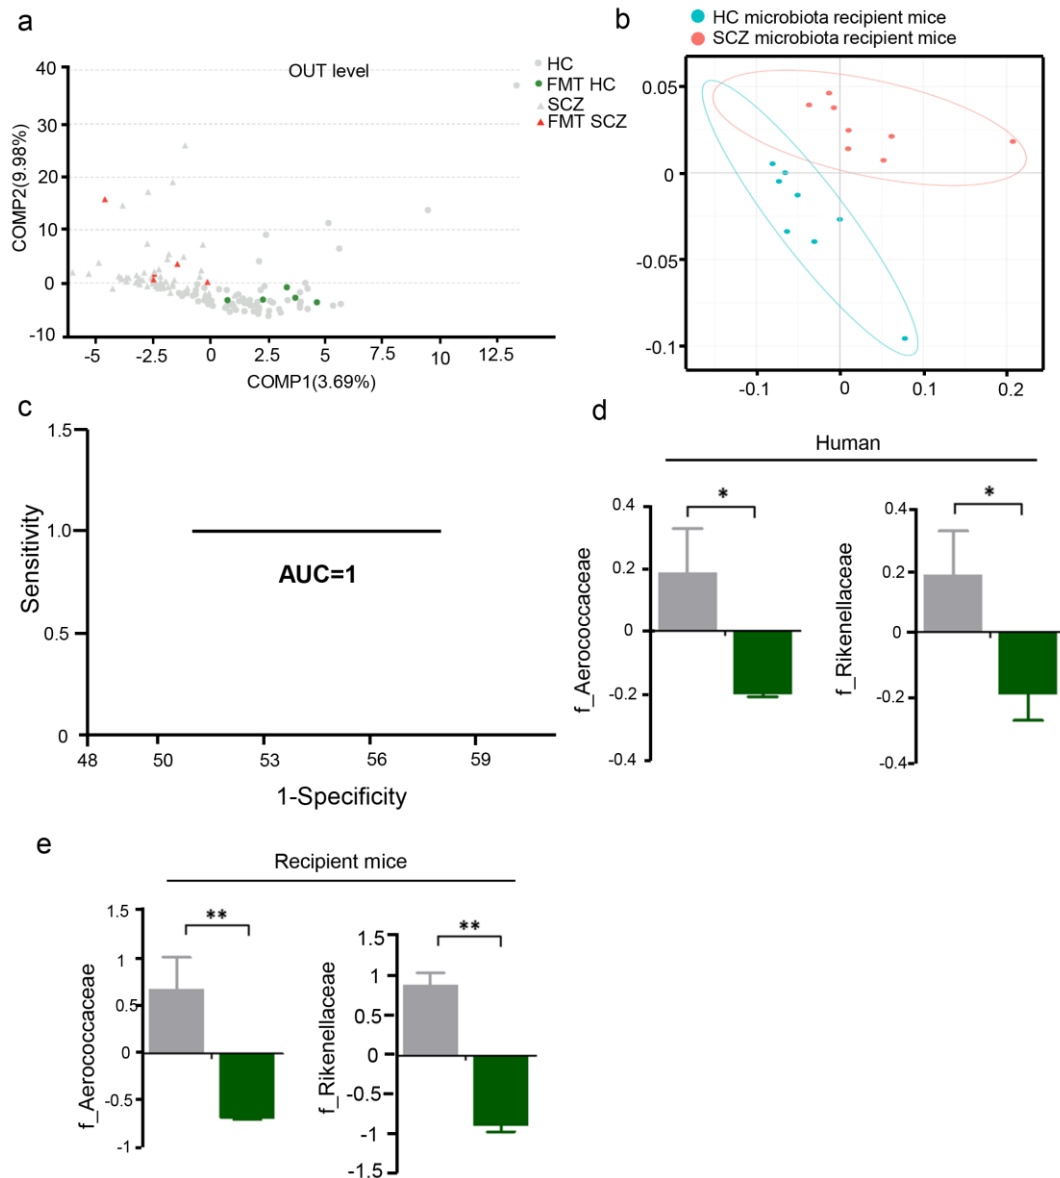 a
OUT level
HC
FMT HC
SCZ
FMT SCZ
COMP2(9.98%)
40
30
20
10
0
-10
-5
-2.5
0
2.5
5
7.5
10
12.5
COMP1(3.69%)
b
HC microbiota recipient mice
SCZ microbiota recipient mice
0.05
0
-0.05
-0.1
-0.1
0
0.1
0.2
c
Sensitivity
1.5
1.0
0.5
0
AUC=1
48
50
53
56
59
1-Specificity
d
Human
f_Aerococcaceae
0.4
0.2
0
-0.2
-0.4
*
f_Rikenellaceae
0.4
0.2
0
-0.2
-0.4
*
e
Recipient mice
f_Aerococcaceae
1.5
1
0.5
0
-0.5
-1
**
f_Rikenellaceae
1.5
1
0.5
0
-0.5
-1
-1.5
**